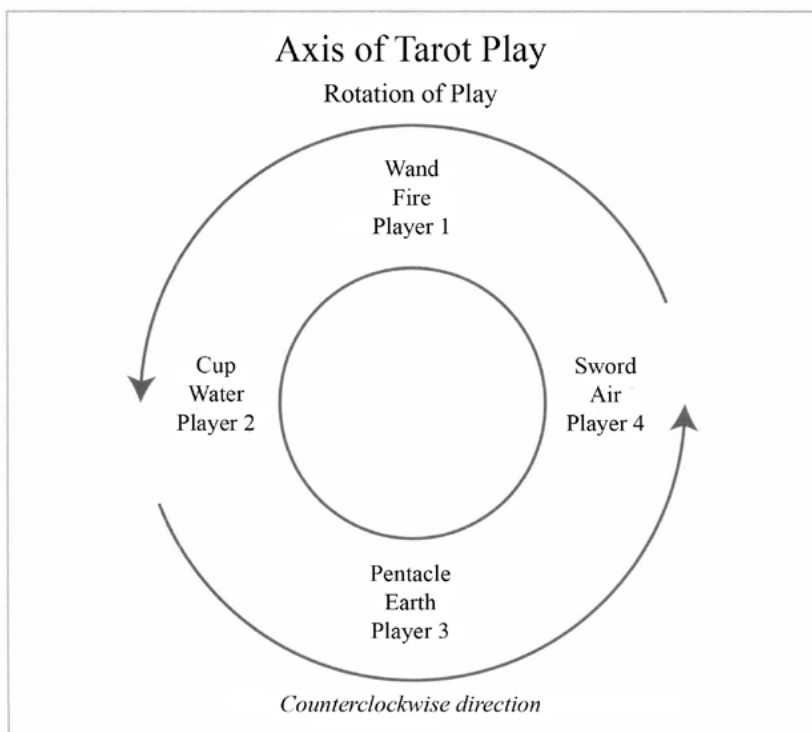 Axis of Tarot Play
Rotation of Play
Wand
Fire
Player 1
Cup
Water
Player 2
Sword
Air
Player 4
Pentacle
Earth
Player 3
Counterclockwise direction